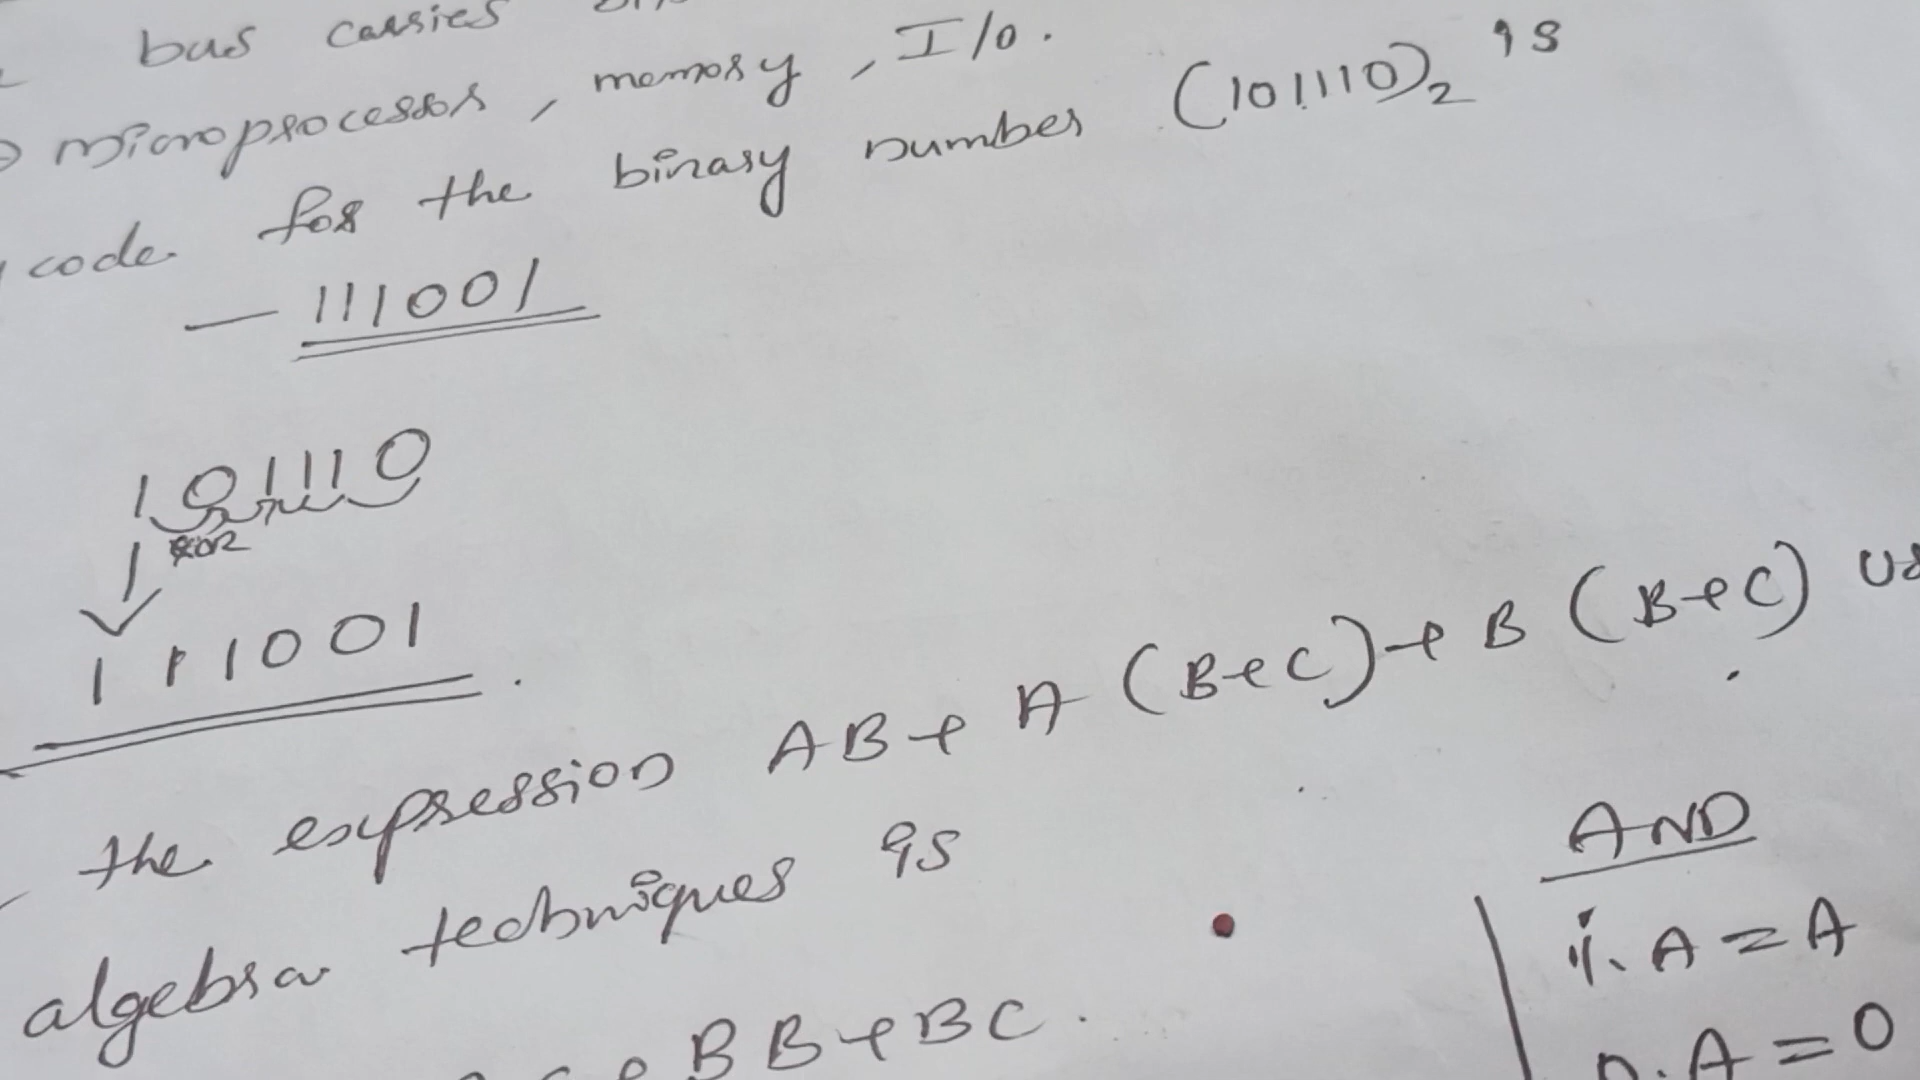 bus carries
microprocessor, memory, I/O.
code for the binary number (101110)2 is
— 111001
101110
XOR
111001.
the expression AB + A (B+C) + B (B+C)
algebra techniques is
BB + BC.
AND
1.A = A
0.A = 0